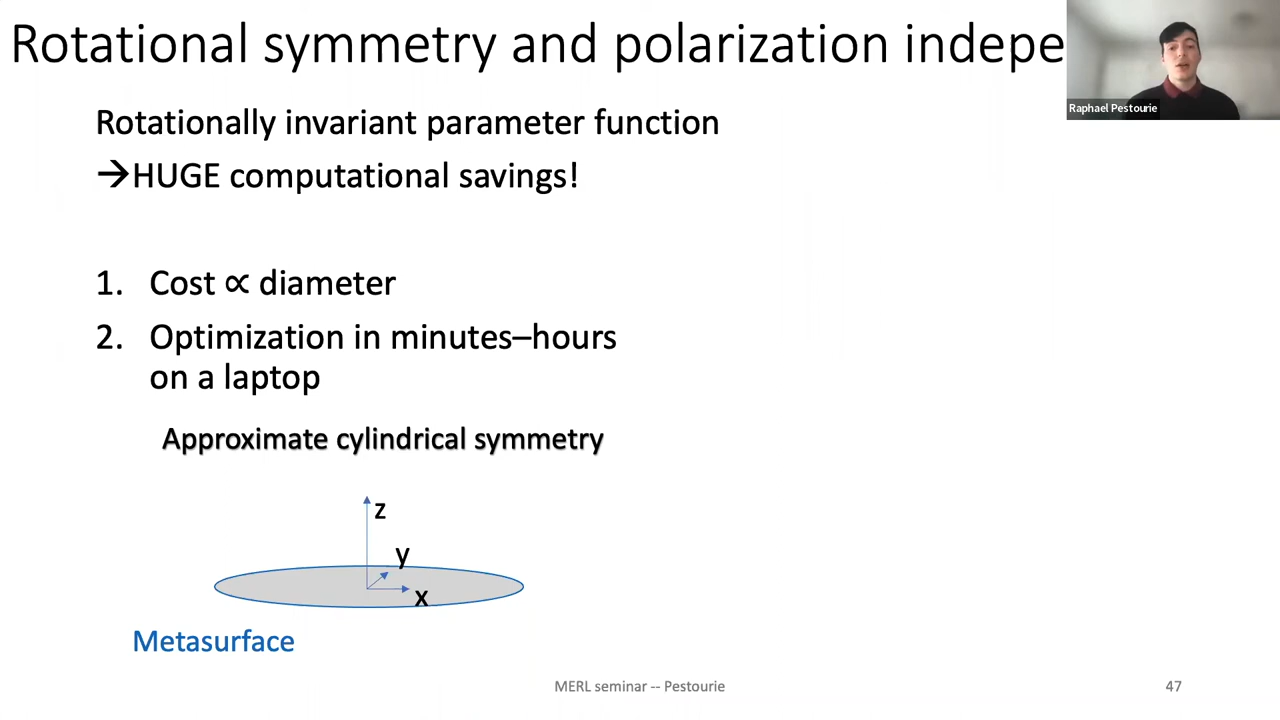 Rotational symmetry and polarization indepe
Raphael Pestourie
Rotationally invariant parameter function
→HUGE computational savings!
1. Cost ∝ diameter
2. Optimization in minutes–hours
on a laptop
Approximate cylindrical symmetry
z
y
x
Metasurface
MERL seminar -- Pestourie
47